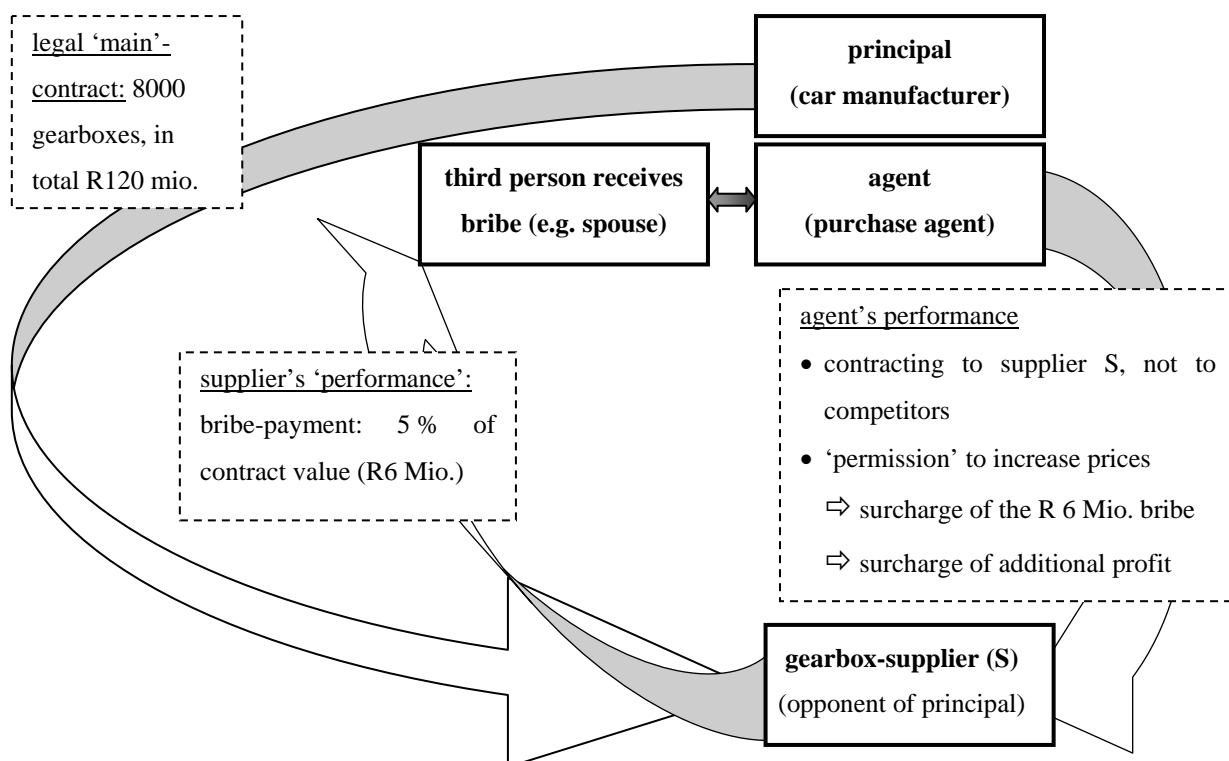 legal ‘main’-
contract: 8000
gearboxes, in
total R120 mio.
principal
(car manufacturer)
third person receives
bribe (e.g. spouse)
agent
(purchase agent)
supplier’s ‘performance’:
bribe-payment: 5 % of
contract value (R6 Mio.)
agent’s performance
• contracting to supplier S, not to
competitors
• ‘permission’ to increase prices
⇨ surcharge of the R 6 Mio. bribe
⇨ surcharge of additional profit
gearbox-supplier (S)
(opponent of principal)